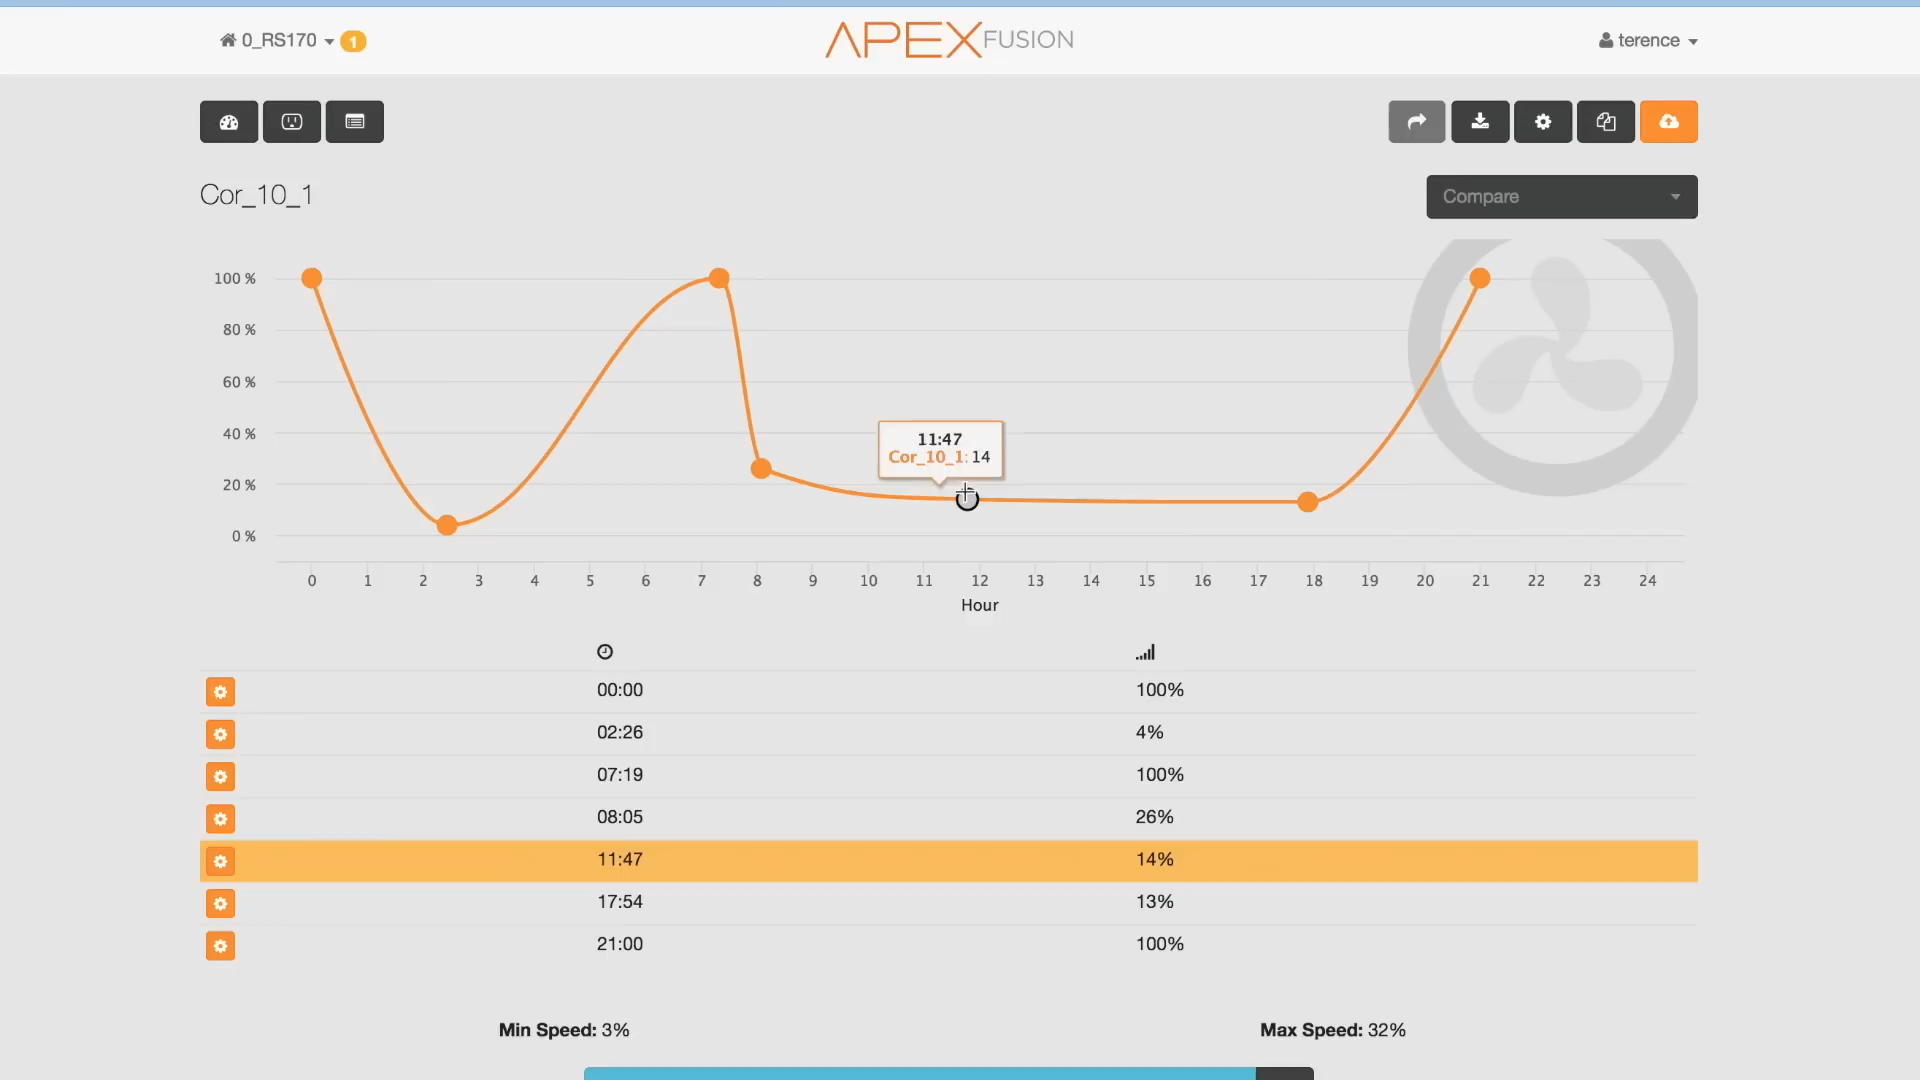 0_RS170 1
APEX FUSION
terence
Cor_10_1
Compare
100 %
80 %
60 %
40 %
20 %
0 %
11:47
Cor_10_1: 14
0 1 2 3 4 5 6 7 8 9 10 11 12 13 14 15 16 17 18 19 20 21 22 23 24
Hour
00:00 100%
02:26 4%
07:19 100%
08:05 26%
11:47 14%
17:54 13%
21:00 100%
Min Speed: 3% Max Speed: 32%